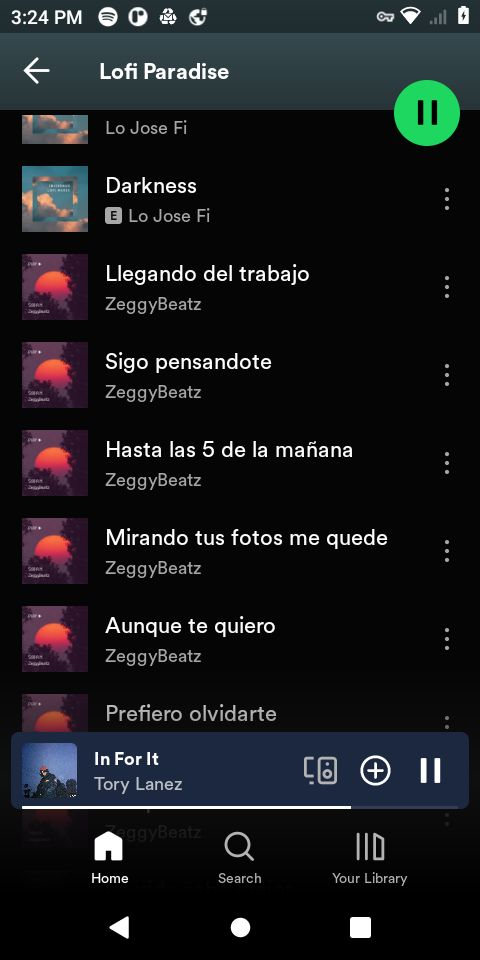 3:24 PM
Lofi Paradise
Lo Jose Fi
Darkness
E Lo Jose Fi
Llegando del trabajo
ZeggyBeatz
Sigo pensandote
ZeggyBeatz
Hasta las 5 de la mañana
ZeggyBeatz
Mirando tus fotos me quede
ZeggyBeatz
Aunque te quiero
ZeggyBeatz
Prefiero olvidarte
In For It
Tory Lanez
ZeggyBeatz
Home
Search
Your Library